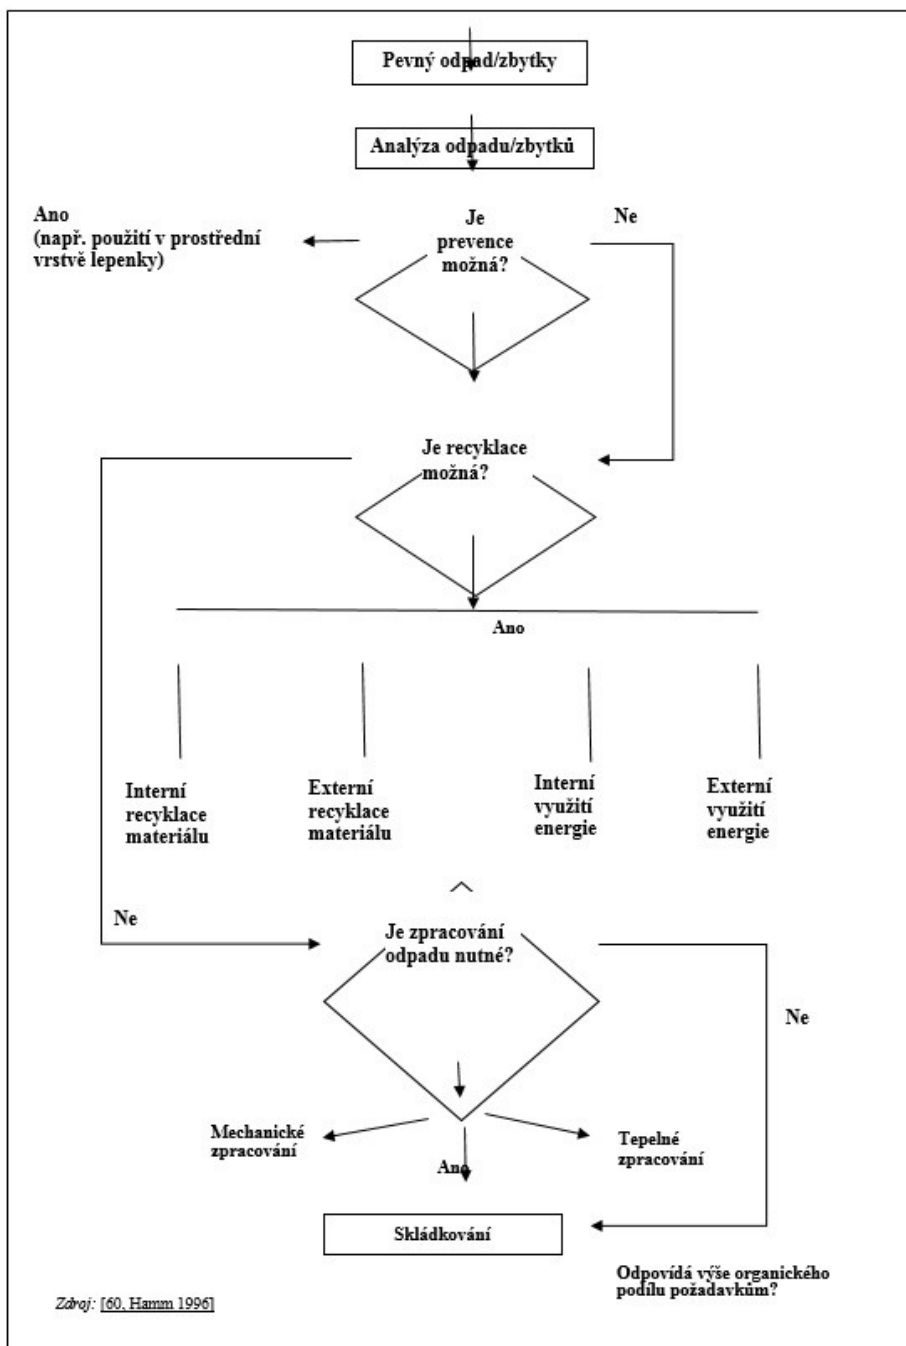 Pevný odpad/zbytky
Analýza odpadu/zbytků
Ano
(např. použití v prostřední
vrstvě lepenky)
Je
prevence
možná?
Ne
Je recyklace
možná?
Ano
Interní
recyklace
materiálu
Externí
recyklace
materiálu
Interní
využití
energie
Externí
využití
energie
Ne
Je zpracování
odpadu nutné?
Ne
Mechanické
zpracování
Ano
Tepelné
zpracování
Skládkování
Odpovídá výše organického
podílu požadavkům?
Zdroj: [60, Hamm 1996]